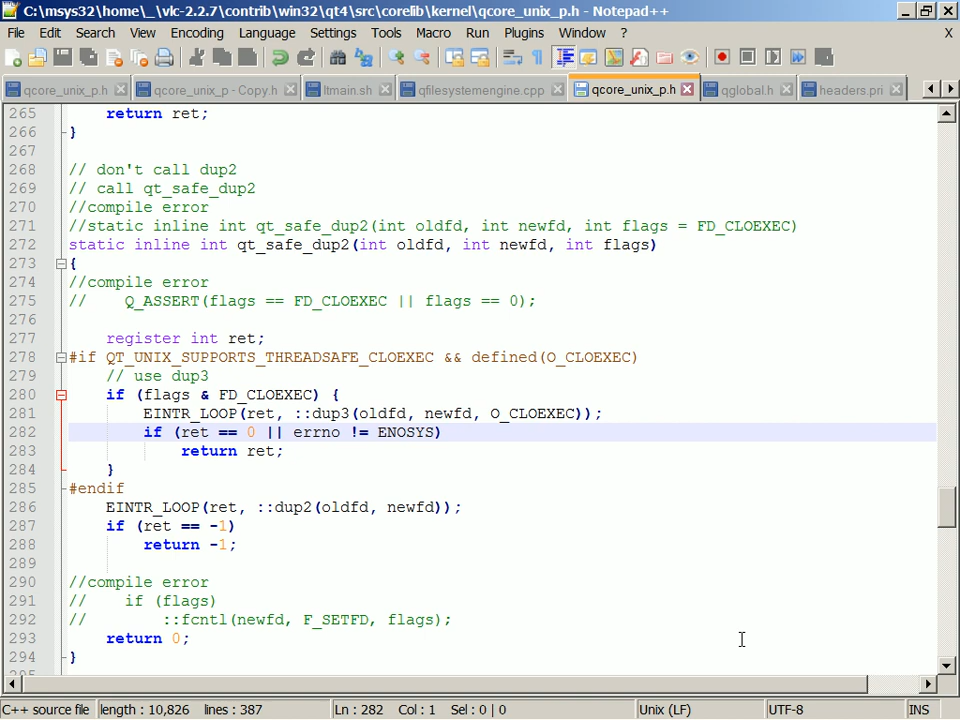 C:\msys32\home\_\vlc-2.2.7\contrib\win32\qt4\src\corelib\kernel\qcore_unix_p.h - Notepad++
File Edit Search View Encoding Language Settings Tools Macro Run Plugins Window ? X
qcore_unix_p.h qcore_unix_p - Copy.h ltmain.sh qfilesystemengine.cpp qcore_unix_p.h qglobal.h headers.pri
265 return ret;
266 }
267
268 // don't call dup2
269 // call qt_safe_dup2
270 //compile error
271 //static inline int qt_safe_dup2(int oldfd, int newfd, int flags = FD_CLOEXEC)
272 static inline int qt_safe_dup2(int oldfd, int newfd, int flags)
273 {
274 //compile error
275 // Q_ASSERT(flags == FD_CLOEXEC || flags == 0);
276
277 register int ret;
278 #if QT_UNIX_SUPPORTS_THREADSAFE_CLOEXEC && defined(O_CLOEXEC)
279 // use dup3
280 if (flags & FD_CLOEXEC) {
281 EINTR_LOOP(ret, ::dup3(oldfd, newfd, O_CLOEXEC));
282 if (ret == 0 || errno != ENOSYS)
283 return ret;
284 }
285 #endif
286 EINTR_LOOP(ret, ::dup2(oldfd, newfd));
287 if (ret == -1)
288 return -1;
289
290 //compile error
291 // if (flags)
292 // ::fcntl(newfd, F_SETFD, flags);
293 return 0;
294 }
295
C++ source file length : 10,826 lines : 387 Ln : 282 Col : 1 Sel : 0 | 0 Unix (LF) UTF-8 INS